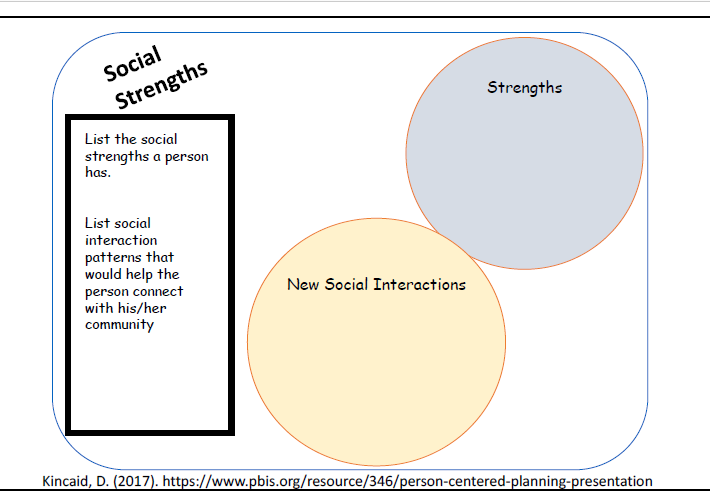 Social
Strengths
List the social
strengths a person
has.
List social
interaction
patterns that
would help the
person connect
with his/her
community
Strengths
New Social Interactions
Kincaid, D. (2017). https://www.pbis.org/resource/346/person-centered-planning-presentation